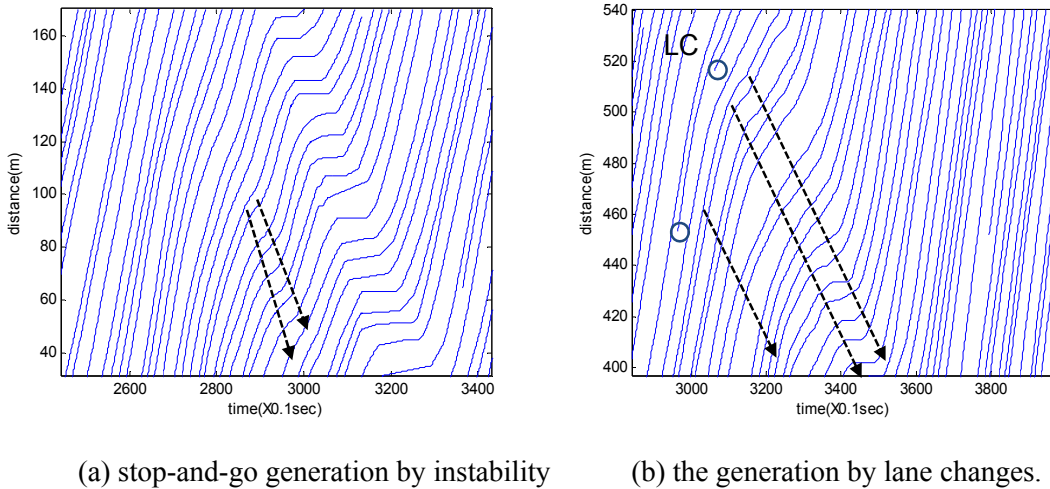 160
140
120
100
80
60
40
distance(m)
2600 2800 3000 3200 3400
time(X0.1sec)
540
520
500
480
460
440
420
400
distance(m)
LC
3000 3200 3400 3600 3800
time(X0.1sec)
(a) stop-and-go generation by instability
(b) the generation by lane changes.